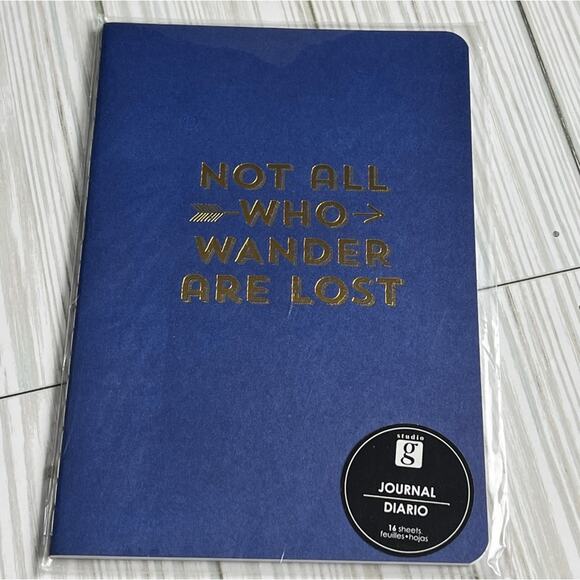 NOT ALL
WHO
WANDER
ARE LOST
studio
g
JOURNAL
DIARIO
16 sheets
feuilles•hojas